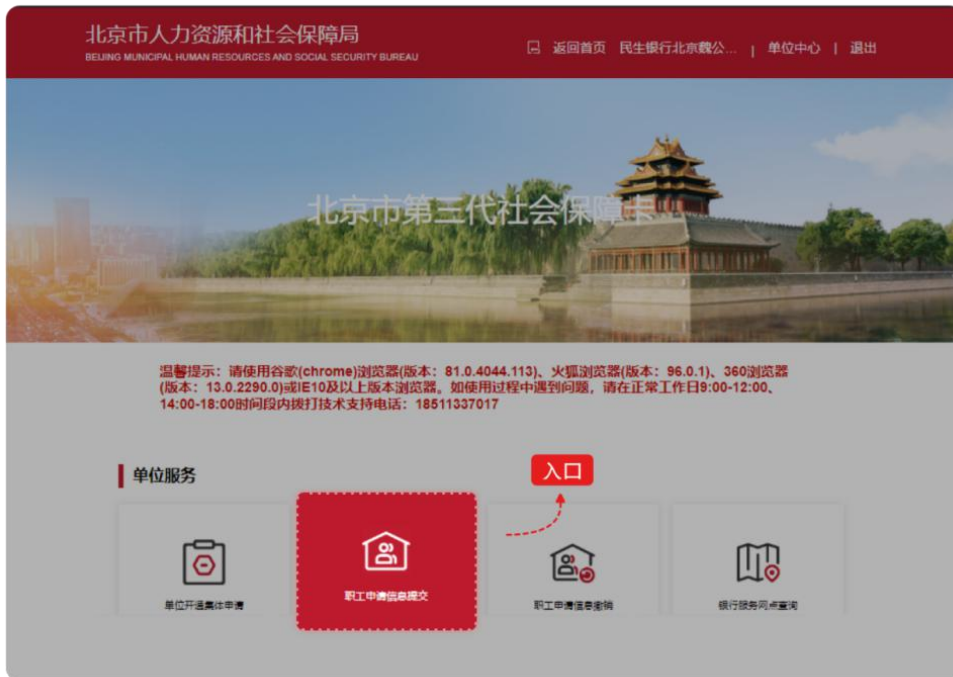 北京市人力资源和社会保障局
BEIJING MUNICIPAL HUMAN RESOURCES AND SOCIAL SECURITY BUREAU
返回首页 民生银行北京魏公... | 单位中心 | 退出
北京市第三代社会保障卡
温馨提示：请使用谷歌(chrome)浏览器(版本：81.0.4044.113)、火狐浏览器(版本：96.0.1)、360浏览器
(版本：13.0.2290.0)或IE10及以上版本浏览器。如使用过程中遇到问题，请在正常工作日9:00-12:00、
14:00-18:00时间段内拨打技术支持电话：18511337017
单位服务
入口
单位开通集体申请
职工申请信息提交
职工申请信息撤销
银行服务网点查询